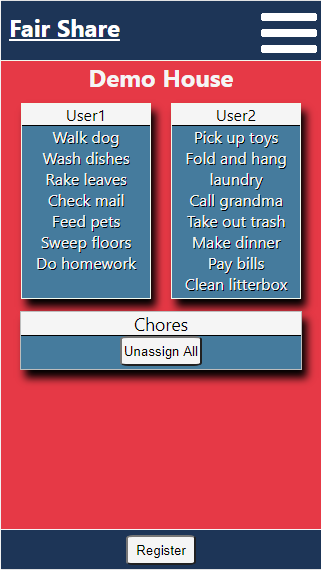 Fair Share
Demo House
User1
Walk dog
Wash dishes
Rake leaves
Check mail
Feed pets
Sweep floors
Do homework
User2
Pick up toys
Fold and hang
laundry
Call grandma
Take out trash
Make dinner
Pay bills
Clean litterbox
Chores
Unassign All
Register